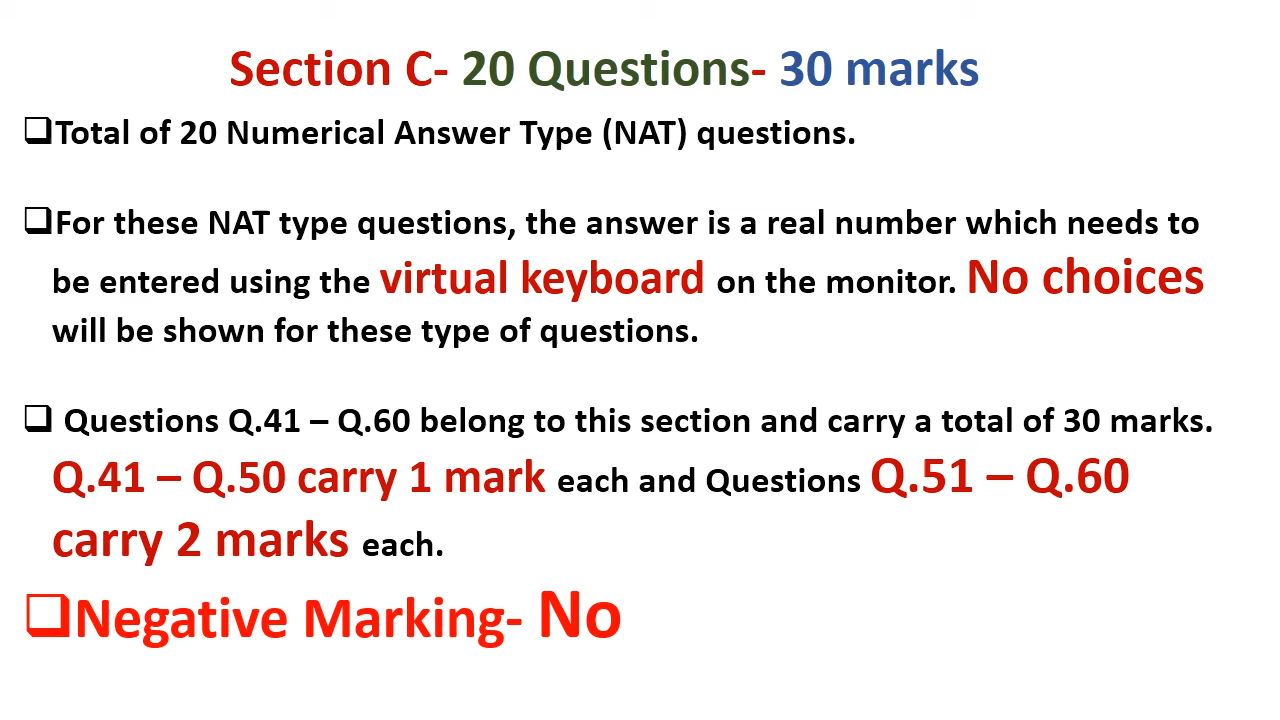 Section C- 20 Questions- 30 marks
❑Total of 20 Numerical Answer Type (NAT) questions.
❑For these NAT type questions, the answer is a real number which needs to
be entered using the virtual keyboard on the monitor. No choices
will be shown for these type of questions.
❑ Questions Q.41 – Q.60 belong to this section and carry a total of 30 marks.
Q.41 – Q.50 carry 1 mark each and Questions Q.51 – Q.60
carry 2 marks each.
❑Negative Marking- No